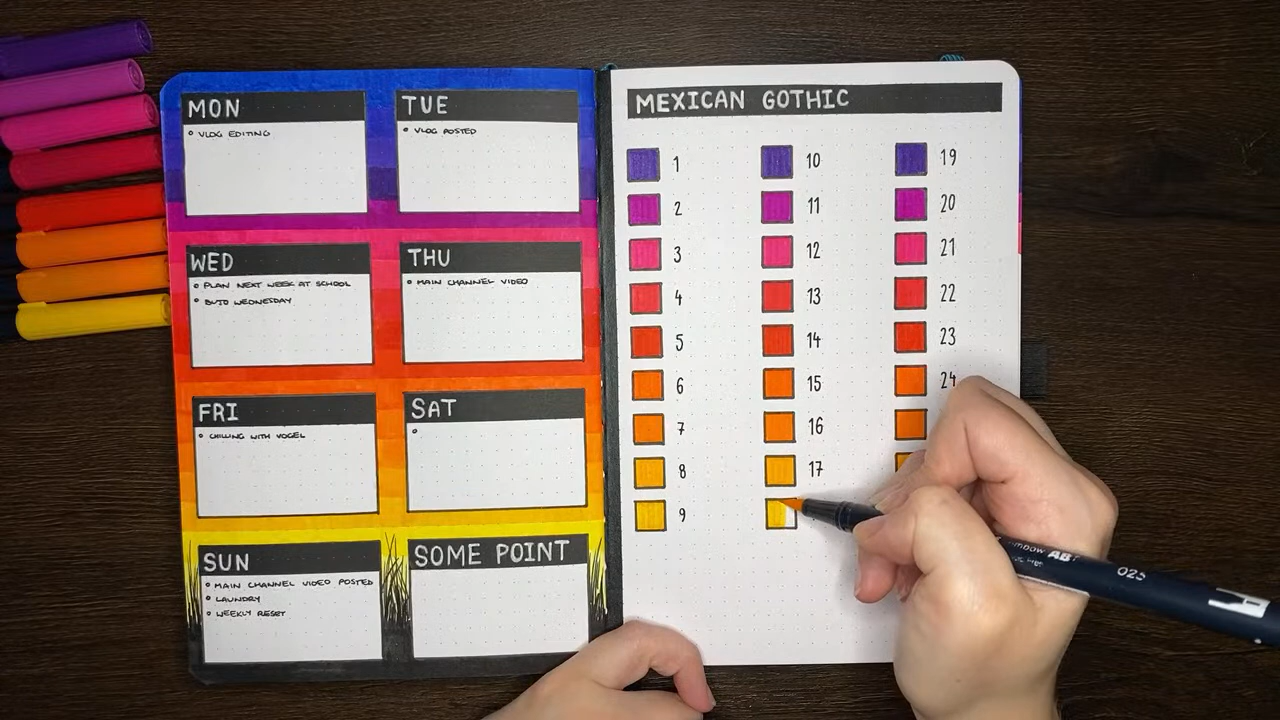 MON
VLOG EDITING
TUE
VLOG POSTED
WED
PLAN NEXT WEEK AT SCHOOL
BUJO WEDNESDAY
THU
MAIN CHANNEL VIDEO
FRI
CHILLING WITH VOGEL
SAT
SUN
MAIN CHANNEL VIDEO POSTED
LAUNDRY
WEEKLY RESET
SOME POINT
MEXICAN GOTHIC
1
2
3
4
5
6
7
8
9
10
11
12
13
14
15
16
17
19
20
21
22
23
24
ABT
025